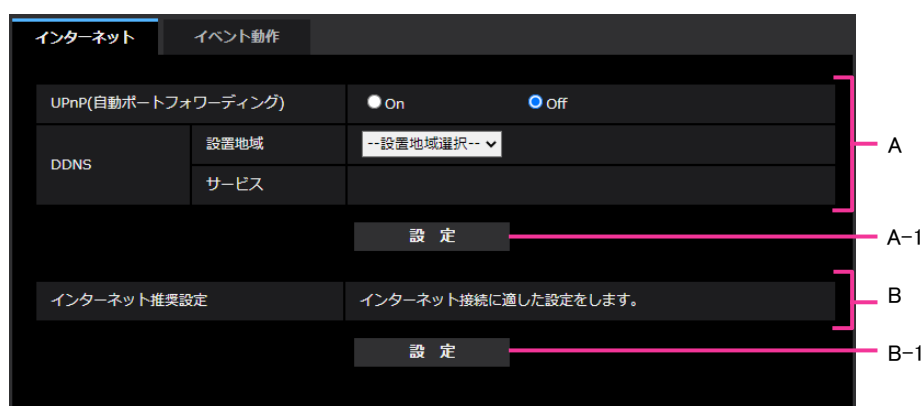 インターネット イベント動作
UPnP(自動ポートフォワーディング) On Off
DDNS 設置地域 --設置地域選択--
サービス
A
設 定
A-1
インターネット推奨設定 インターネット接続に適した設定をします。
B
設 定
B-1